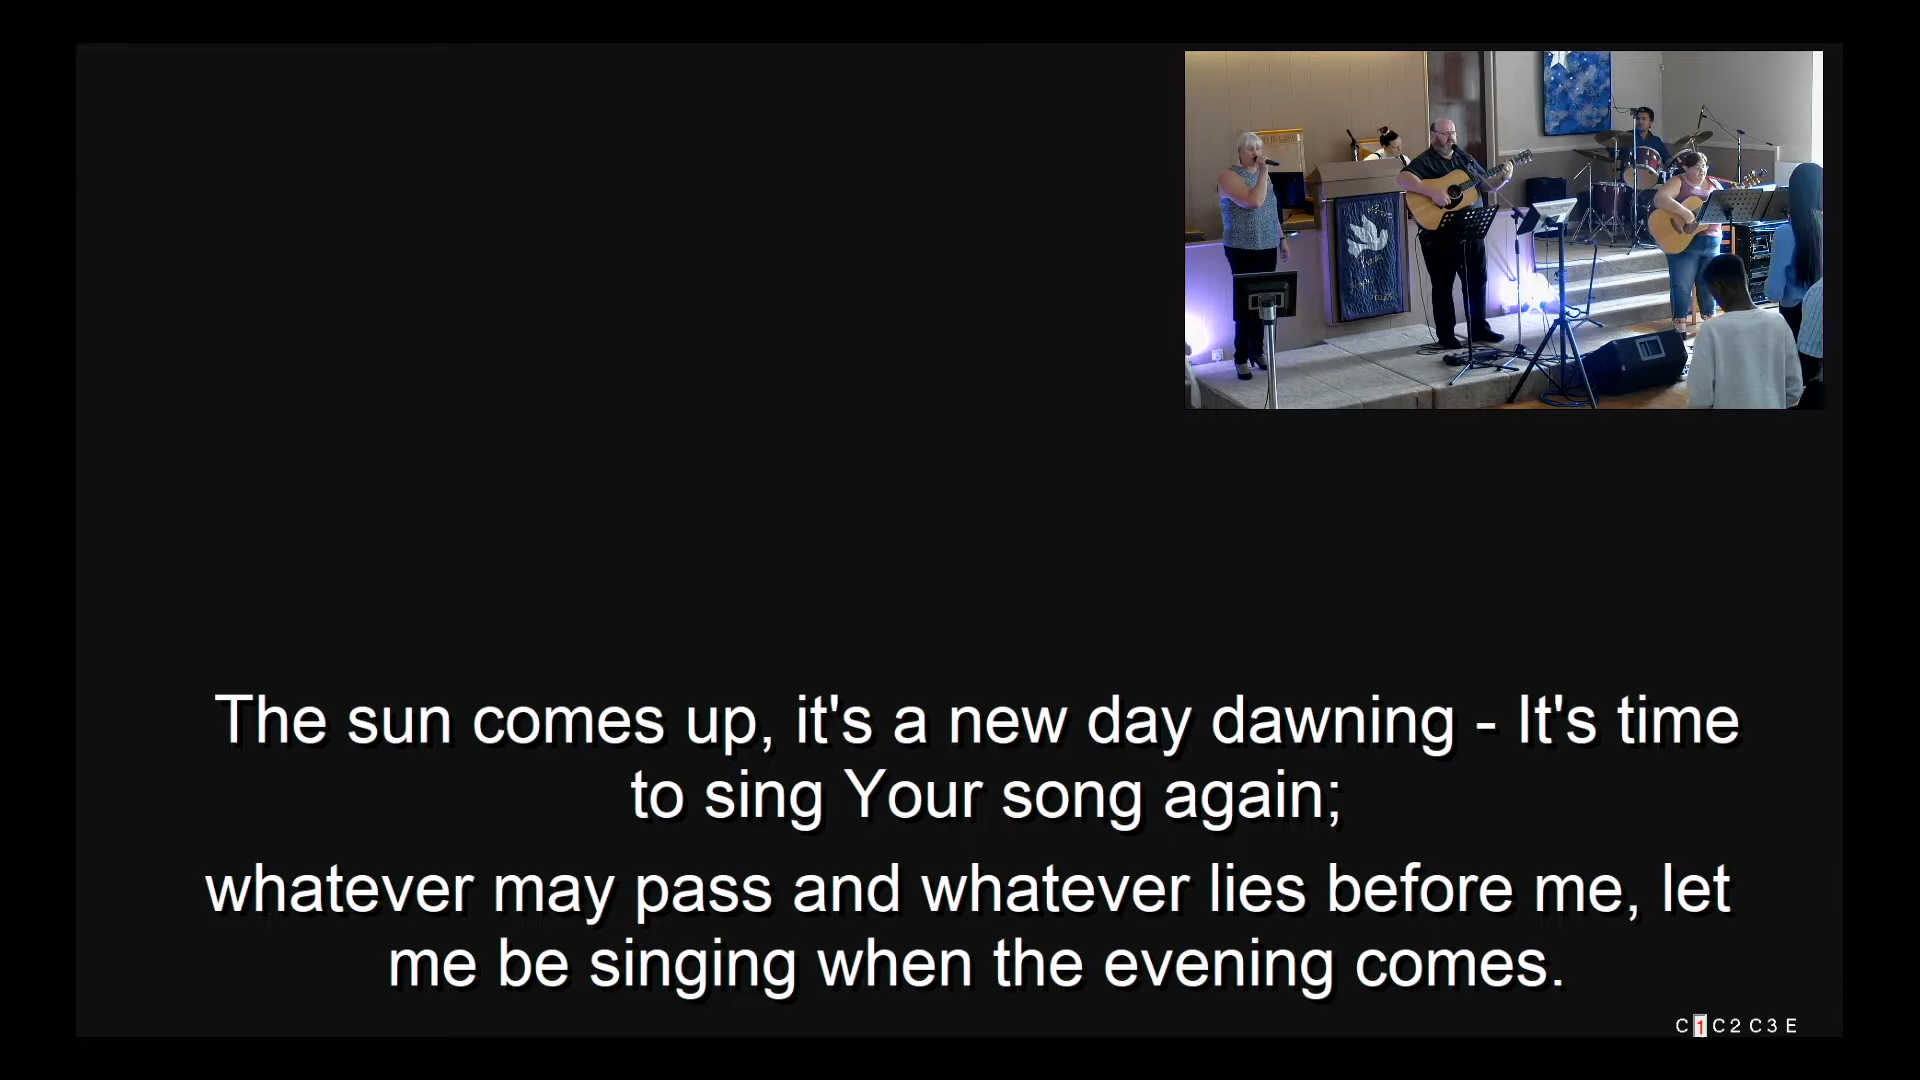 The sun comes up, it's a new day dawning - It's time
to sing Your song again;
whatever may pass and whatever lies before me, let
me be singing when the evening comes.
C 1 C 2 C 3 E